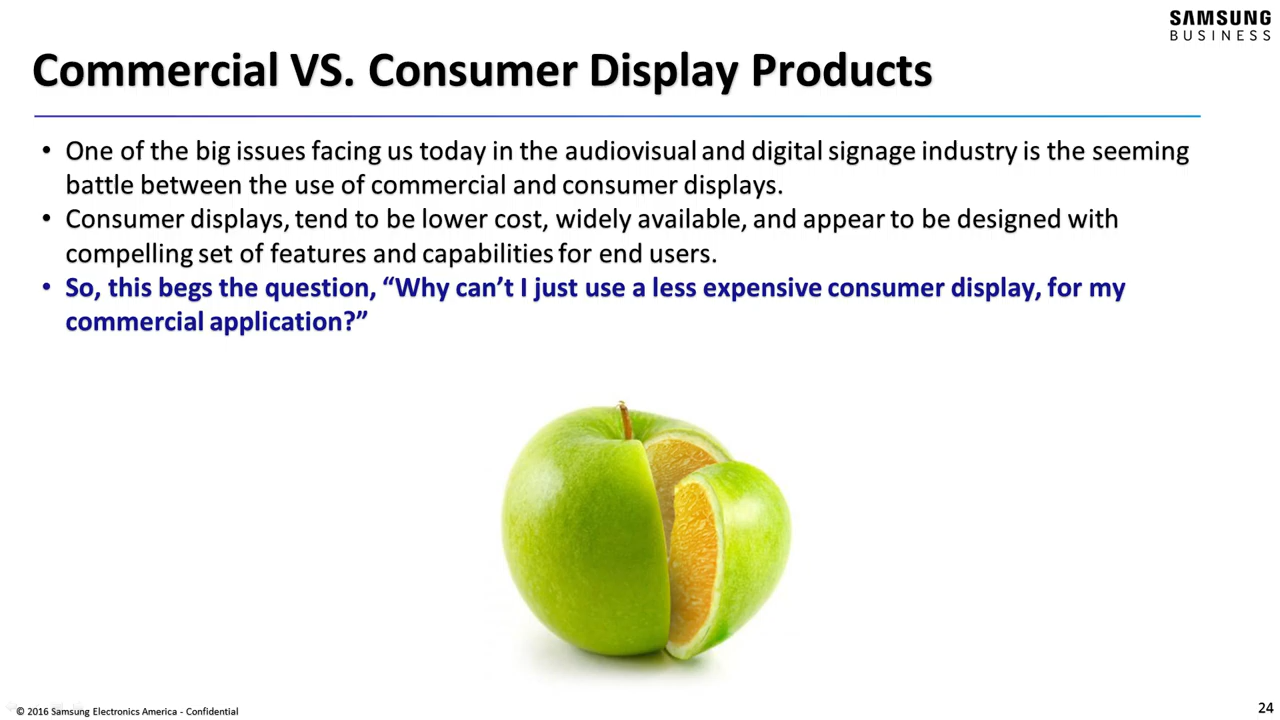 SAMSUNG
BUSINESS
Commercial VS. Consumer Display Products
• One of the big issues facing us today in the audiovisual and digital signage industry is the seeming
battle between the use of commercial and consumer displays.
• Consumer displays, tend to be lower cost, widely available, and appear to be designed with
compelling set of features and capabilities for end users.
• So, this begs the question, “Why can’t I just use a less expensive consumer display, for my
commercial application?”
© 2016 Samsung Electronics America - Confidential
24